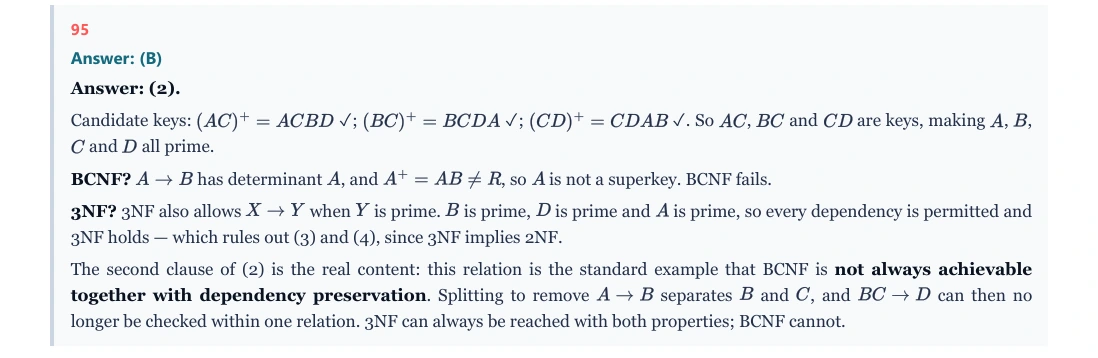 95
Answer: (B)
Answer: (2).
Candidate keys: (AC)⁺ = ACBD ✓; (BC)⁺ = BCDA ✓; (CD)⁺ = CDAB ✓. So AC, BC and CD are keys, making A, B,
C and D all prime.
BCNF? A → B has determinant A, and A⁺ = AB ≠ R, so A is not a superkey. BCNF fails.
3NF? 3NF also allows X → Y when Y is prime. B is prime, D is prime and A is prime, so every dependency is permitted and
3NF holds — which rules out (3) and (4), since 3NF implies 2NF.
The second clause of (2) is the real content: this relation is the standard example that BCNF is not always achievable
together with dependency preservation. Splitting to remove A → B separates B and C, and BC → D can then no
longer be checked within one relation. 3NF can always be reached with both properties; BCNF cannot.